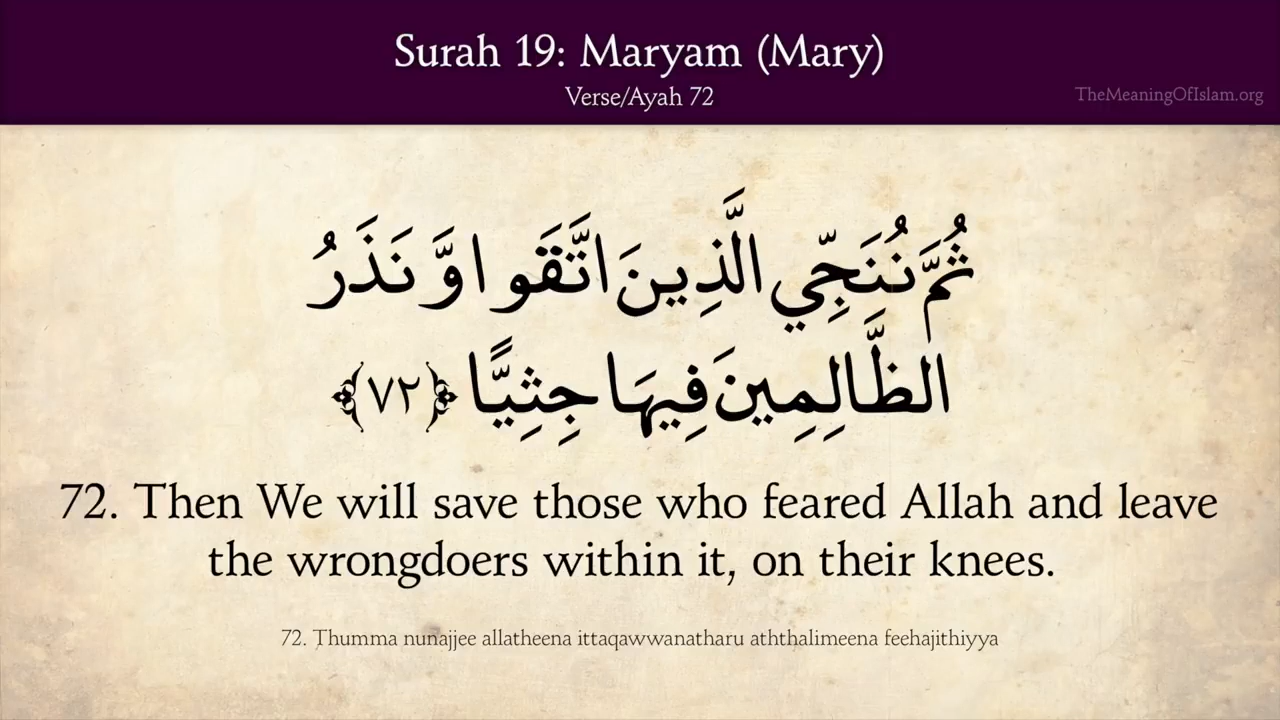 Surah 19: Maryam (Mary)
Verse/Ayah 72
TheMeaningOfIslam.org
ثُمَّ نُنَجِّي الَّذِينَ اتَّقَوا وَّنَذَرُ
الظَّالِمِينَ فِيهَا جِثِيًّا ﴿٧٢﴾
72. Then We will save those who feared Allah and leave
the wrongdoers within it, on their knees.
72. Thumma nunajjee allatheena ittaqawwanatharu aththalimeena feehajithiyya